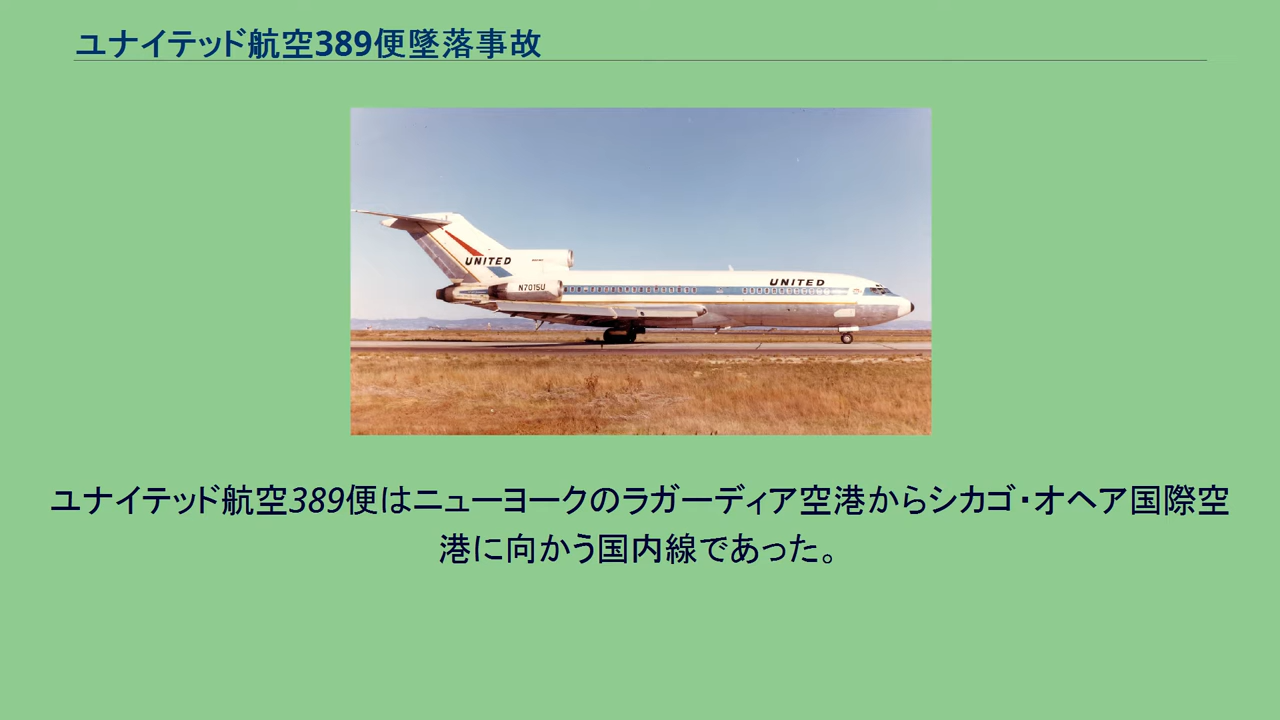 ユナイテッド航空389便墜落事故
UNITED
UNITED
N7015U
ユナイテッド航空389便はニューヨークのラガーディア空港からシカゴ・オヘア国際空
港に向かう国内線であった。